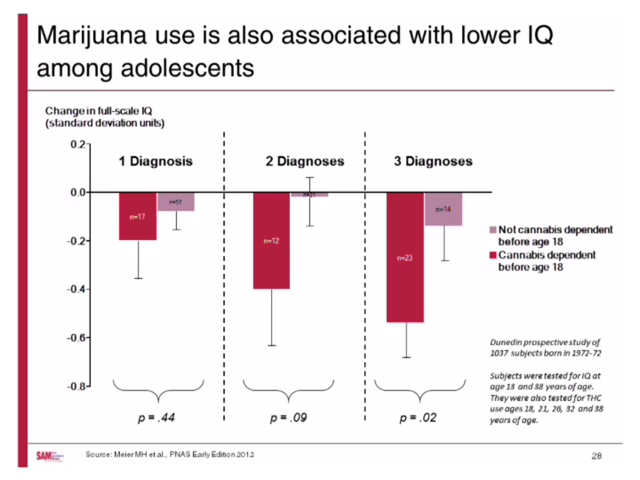 Marijuana use is also associated with lower IQ
among adolescents
Change in full-scale IQ
(standard deviation units)
0.2
0.0
-0.2
-0.4
-0.6
-0.8
1 Diagnosis
2 Diagnoses
3 Diagnoses
n=17
n=57
n=12
n=23
n=14
Not cannabis dependent
before age 18
Cannabis dependent
before age 18
Dunedin prospective study of
1037 subjects born in 1972-72
Subjects were tested for IQ at
age 13 and 38 years of age.
They were also tested for THC
use ages 18, 21, 26, 32 and 38
years of age.
p = .44
p = .09
p = .02
SAM
Source: Meier MH et al., PNAS Early Edition 2012
28